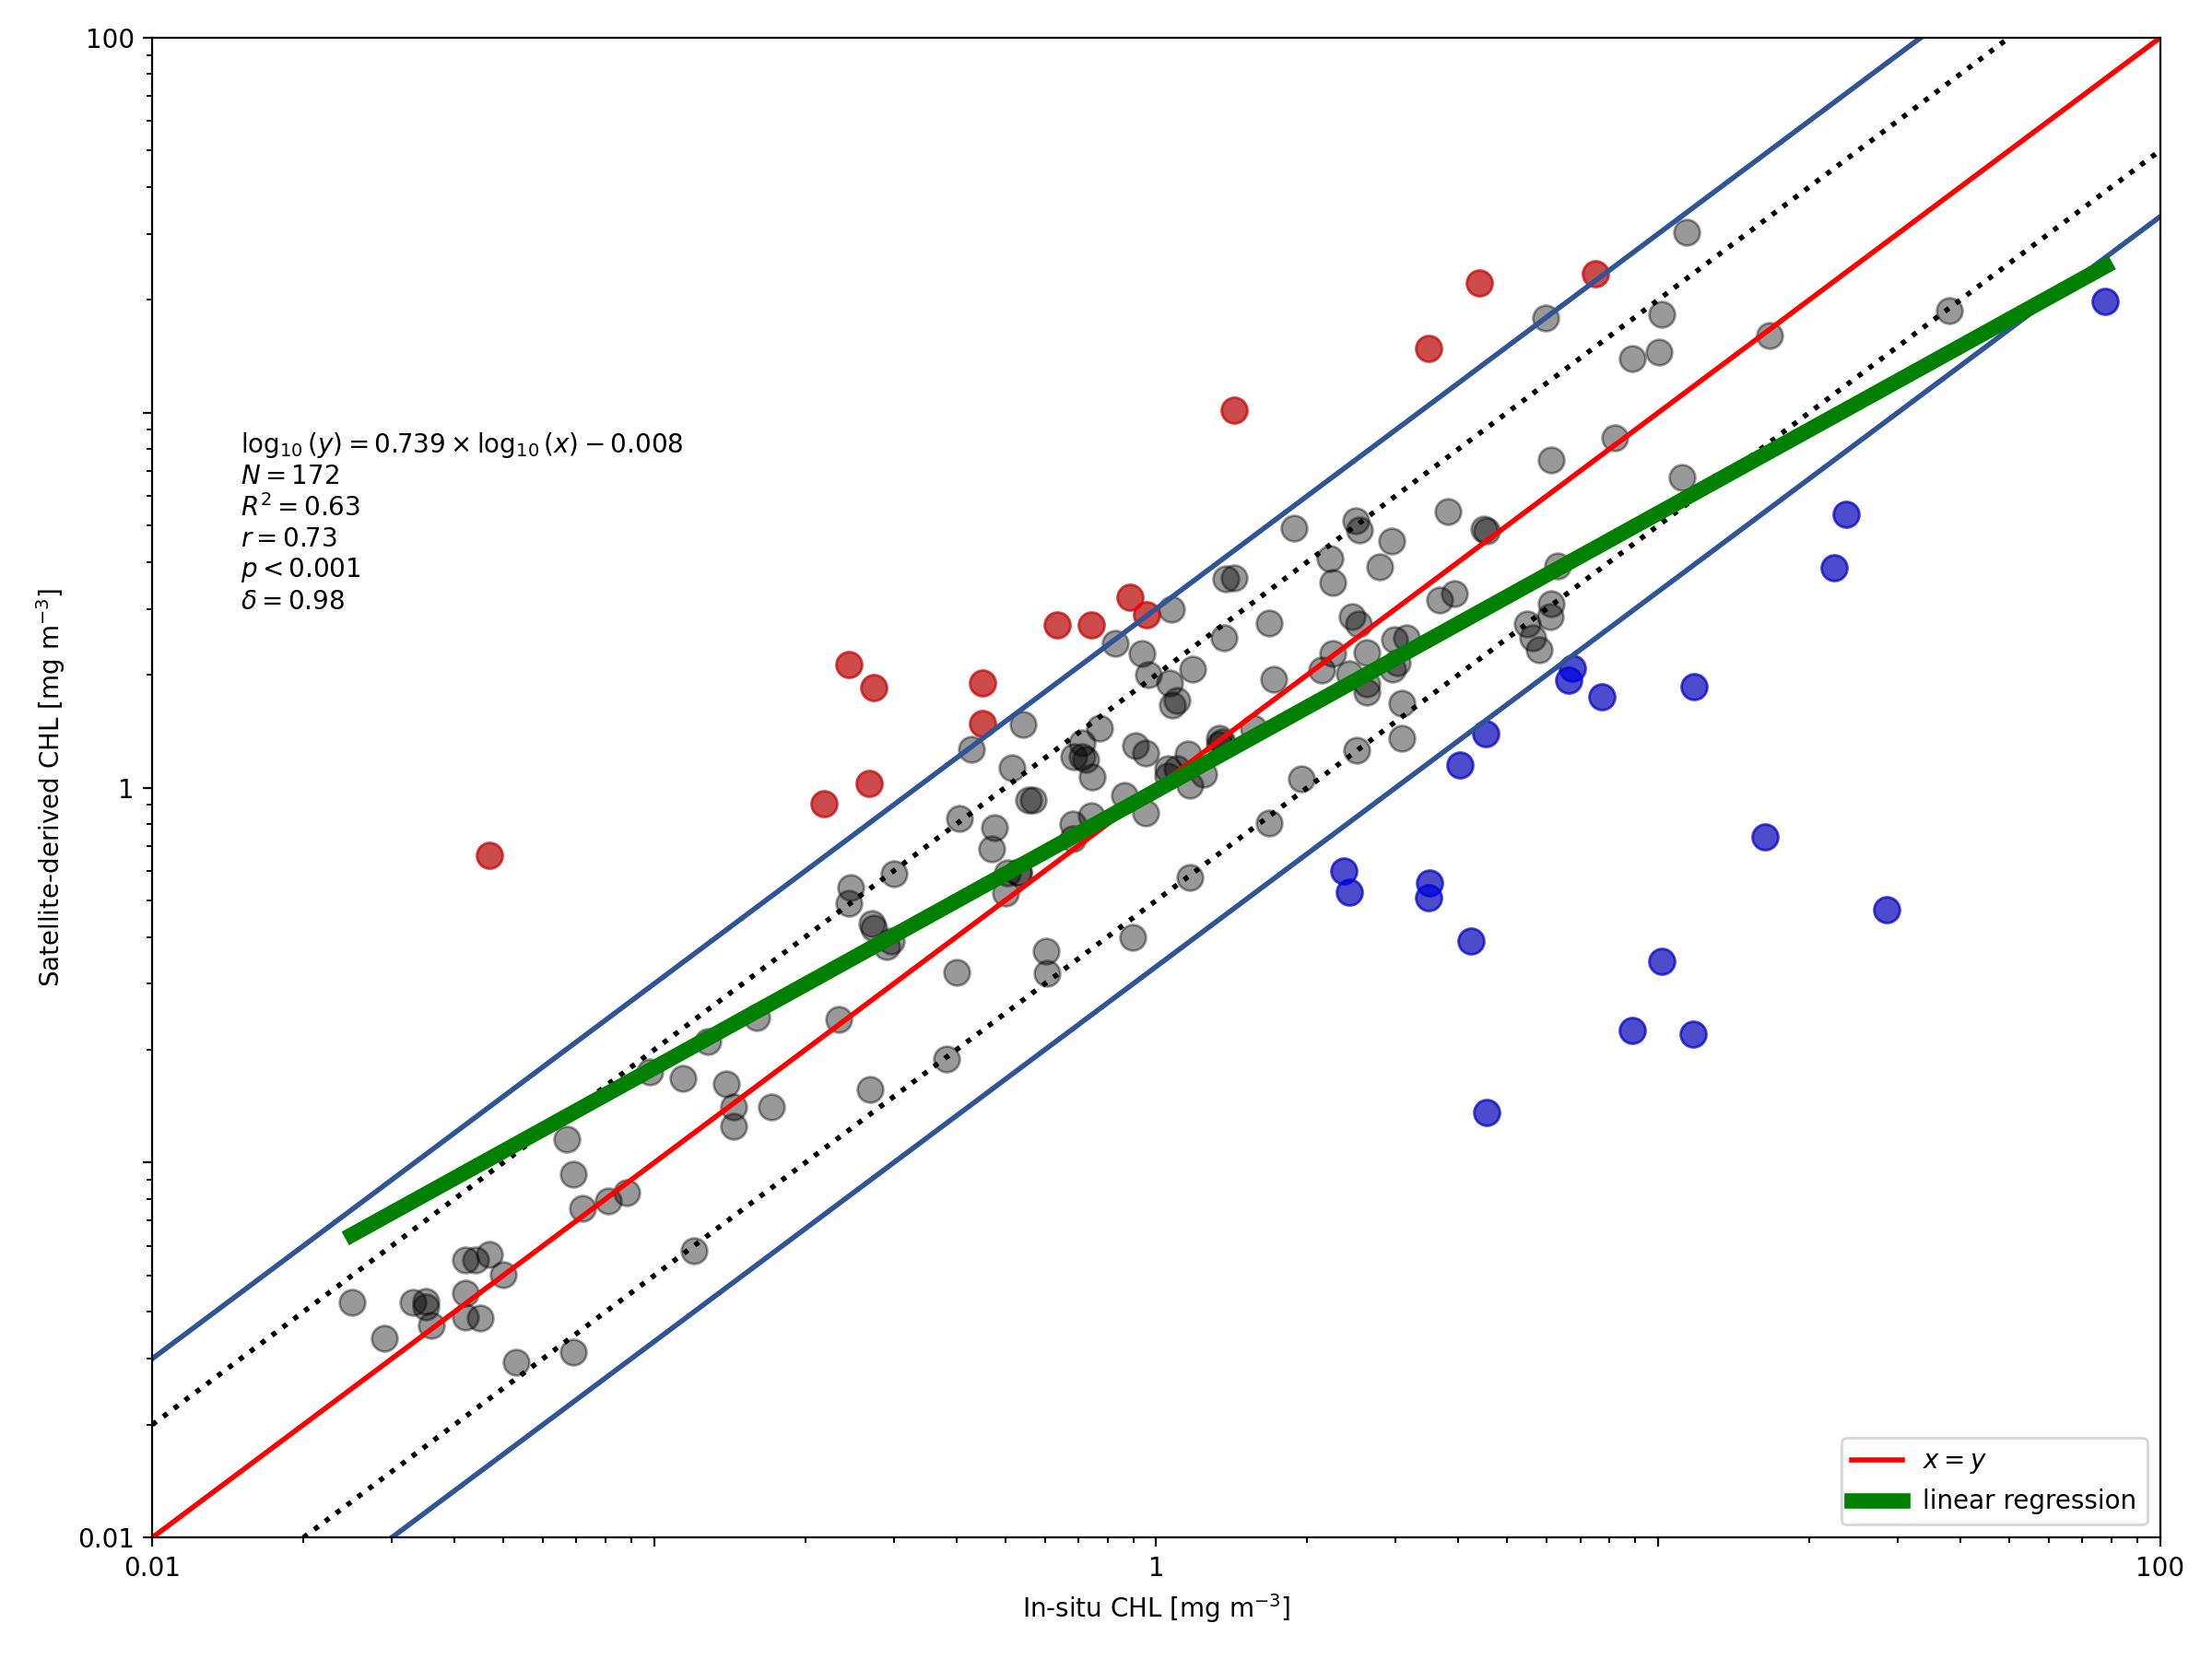 100
log₁₀(y) = 0.739 × log₁₀(x) − 0.008
N = 172
R² = 0.63
r = 0.73
p < 0.001
δ = 0.98
Satellite-derived CHL [mg m⁻³]
1
x = y
linear regression
0.01
0.01 1 100
In-situ CHL [mg m⁻³]